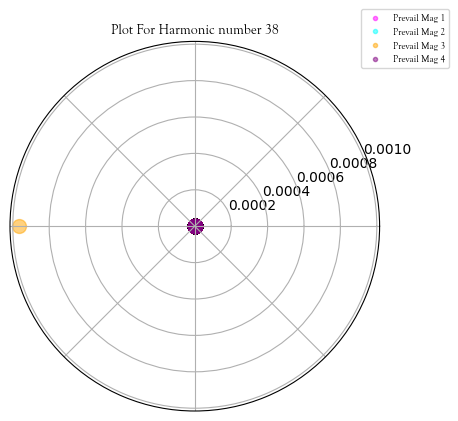 Plot For Harmonic number 38
Prevail Mag 1
Prevail Mag 2
Prevail Mag 3
Prevail Mag 4
0.0010
0.0008
0.0006
0.0004
0.0002